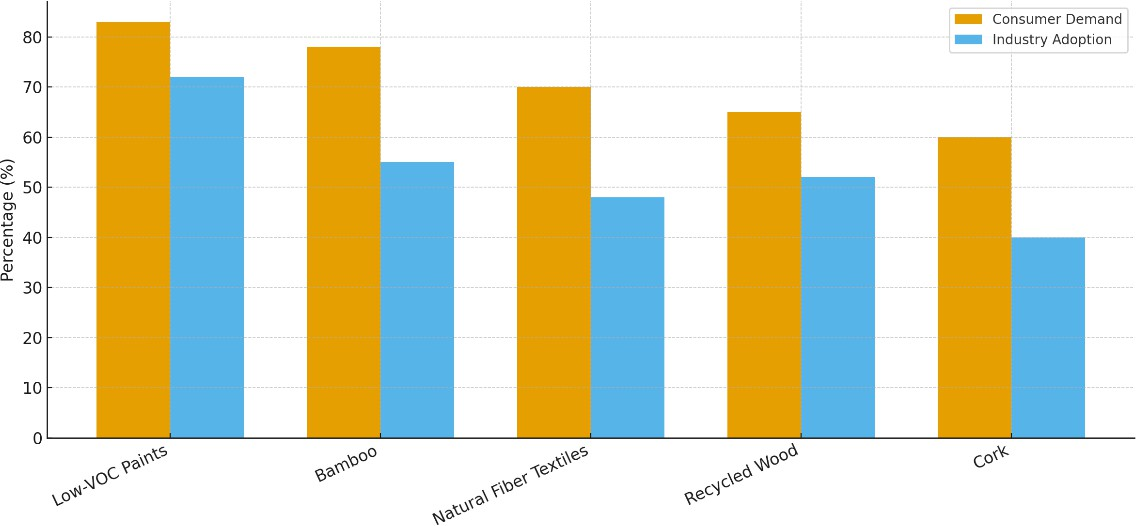 Consumer Demand
Industry Adoption
Percentage (%)
80
70
60
50
40
30
20
10
0
Low-VOC Paints
Bamboo
Natural Fiber Textiles
Recycled Wood
Cork